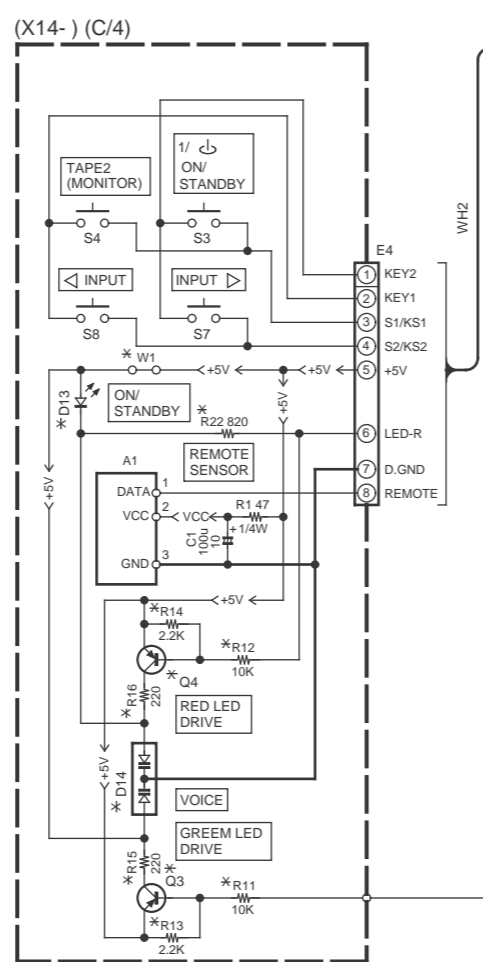 (X14- ) (C/4)
WH2
1/
ON/
STANDBY
TAPE2
(MONITOR)
S4
S3
E4
1 KEY2
2 KEY1
INPUT
INPUT
S8
S7
3 S1/KS1
4 S2/KS2
* W1
+5V
+5V
5 +5V
* D13
ON/
STANDBY
+5V
*
R22 820
6 LED-R
A1
REMOTE
SENSOR
7 D.GND
DATA
1
8 REMOTE
VCC
2
VCC
R1 47
1/4W
C1
100u
10
+
GND
3
+5V
+5V
*R14
2.2K
*R12
10K
* Q4
*R16
220
RED LED
DRIVE
+5V
* D14
VOICE
GREEM LED
DRIVE
*R15
220
*
Q3
*R11
10K
*R13
2.2K